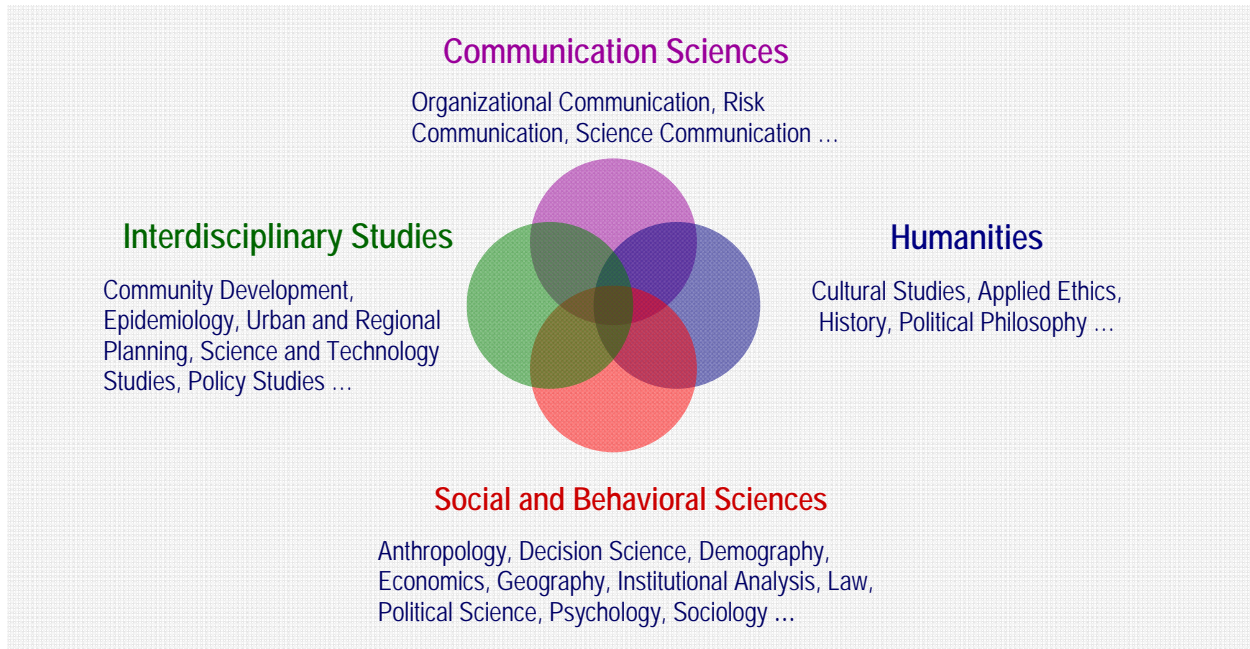 Communication Sciences
Organizational Communication, Risk
Communication, Science Communication …
Interdisciplinary Studies
Community Development,
Epidemiology, Urban and Regional
Planning, Science and Technology
Studies, Policy Studies …
Humanities
Cultural Studies, Applied Ethics,
History, Political Philosophy …
Social and Behavioral Sciences
Anthropology, Decision Science, Demography,
Economics, Geography, Institutional Analysis, Law,
Political Science, Psychology, Sociology ...